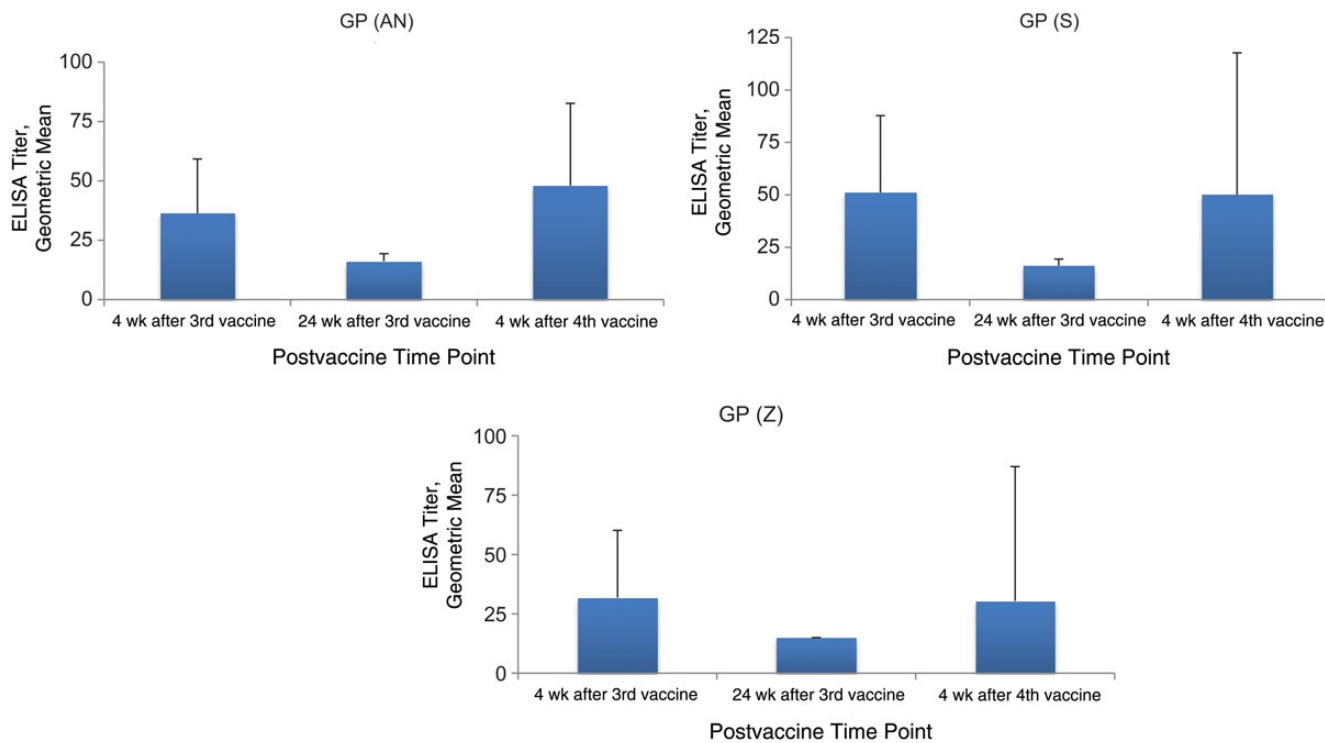 GP (AN)
100
75
50
25
0
ELISA Titer,
Geometric Mean
4 wk after 3rd vaccine
24 wk after 3rd vaccine
4 wk after 4th vaccine
Postvaccine Time Point
GP (S)
125
100
75
50
25
0
ELISA Titer,
Geometric Mean
4 wk after 3rd vaccine
24 wk after 3rd vaccine
4 wk after 4th vaccine
Postvaccine Time Point
GP (Z)
100
75
50
25
0
ELISA Titer,
Geometric Mean
4 wk after 3rd vaccine
24 wk after 3rd vaccine
4 wk after 4th vaccine
Postvaccine Time Point